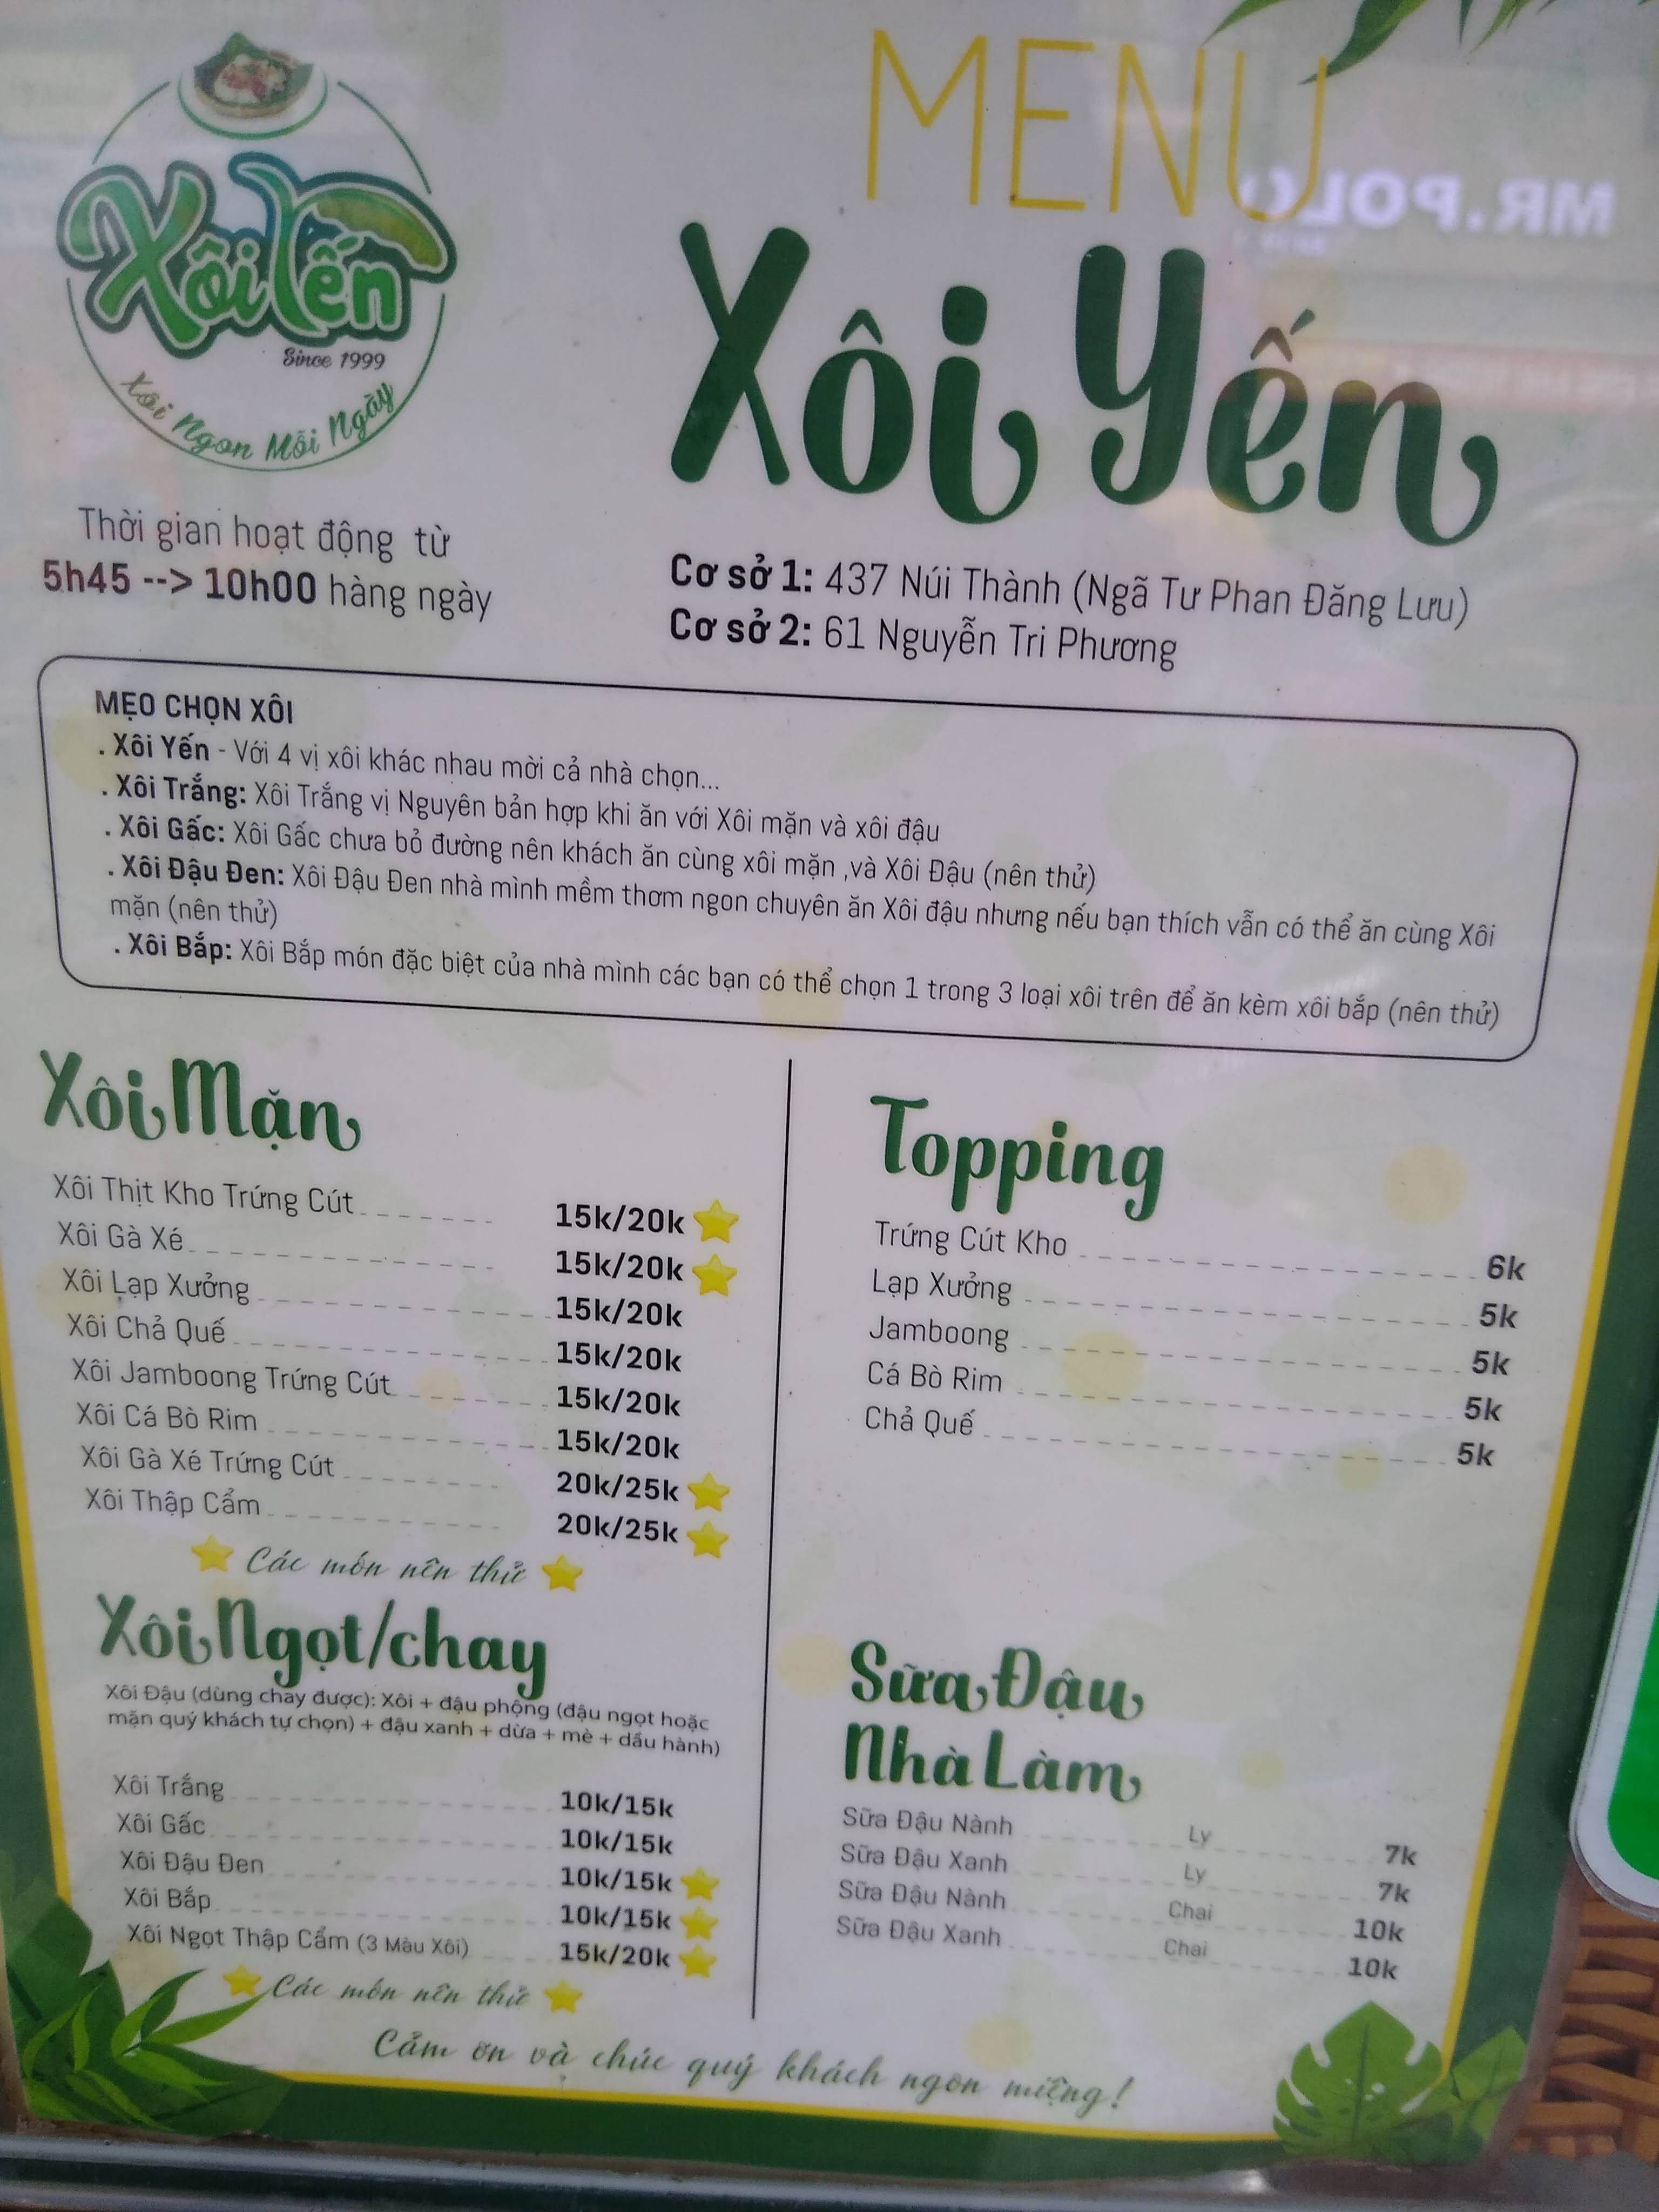 MENU
Xôi Yến
Xôi Yến
Since 1999
Xôi Ngon Mỗi Ngày
MR.POL
Thời gian hoạt động từ
5h45 --> 10h00 hàng ngày
Cơ sở 1: 437 Núi Thành (Ngã Tư Phan Đăng Lưu)
Cơ sở 2: 61 Nguyễn Tri Phương
MẸO CHỌN XÔI
. Xôi Yến - Với 4 vị xôi khác nhau mời cả nhà chọn...
. Xôi Trắng: Xôi Trắng vị Nguyên bản hợp khi ăn với Xôi mặn và xôi đậu
. Xôi Gấc: Xôi Gấc chưa bỏ đường nên khách ăn cùng xôi mặn ,và Xôi Đậu (nên thử)
. Xôi Đậu Đen: Xôi Đậu Đen nhà mình mềm thơm ngon chuyên ăn Xôi đậu nhưng nếu bạn thích vẫn có thể ăn cùng Xôi
mặn (nên thử)
. Xôi Bắp: Xôi Bắp món đặc biệt của nhà mình các bạn có thể chọn 1 trong 3 loại xôi trên để ăn kèm xôi bắp (nên thử)
Xôi Mặn
Xôi Thịt Kho Trứng Cút 15k/20k
Xôi Gà Xé 15k/20k
Xôi Lạp Xưởng 15k/20k
Xôi Chả Quế 15k/20k
Xôi Jamboong Trứng Cút 15k/20k
Xôi Cá Bò Rim 15k/20k
Xôi Gà Xé Trứng Cút 20k/25k
Xôi Thập Cẩm 20k/25k
Các món nên thử
Xôi Ngọt/chay
Xôi Đậu (dùng chay được): Xôi + đậu phộng (đậu ngọt hoặc
mặn quý khách tự chọn) + đậu xanh + dừa + mè + dầu hành)
Xôi Trắng 10k/15k
Xôi Gấc 10k/15k
Xôi Đậu Đen 10k/15k
Xôi Bắp 10k/15k
Xôi Ngọt Thập Cẩm (3 Màu Xôi) 15k/20k
Các món nên thử
Topping
Trứng Cút Kho 6k
Lạp Xưởng 5k
Jamboong 5k
Cá Bò Rim 5k
Chả Quế 5k
Sữa Đậu
Nhà Làm
Sữa Đậu Nành Ly 7k
Sữa Đậu Xanh Ly 7k
Sữa Đậu Nành Chai 10k
Sữa Đậu Xanh Chai 10k
Cảm ơn và chúc quý khách ngon miệng!